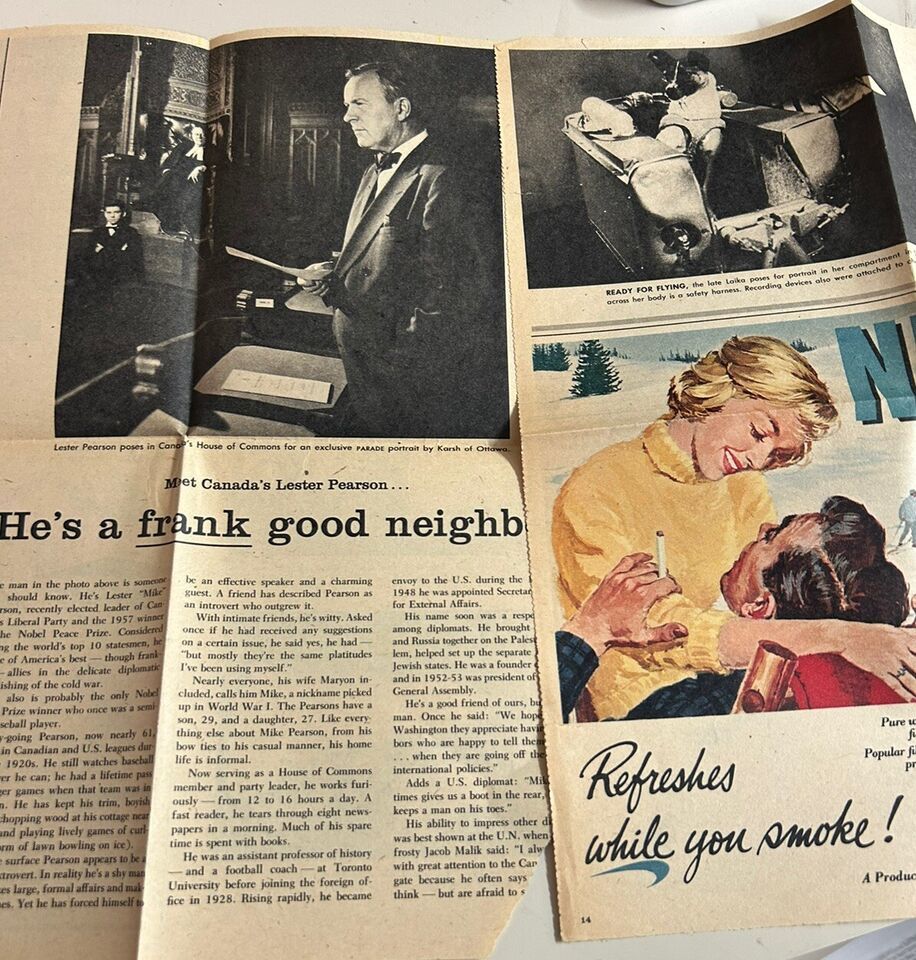 Lester Pearson poses in Canada's House of Commons for an exclusive PARADE portrait by Karsh of Ottawa.
Meet Canada's Lester Pearson...
He's a frank good neighb
e man in the photo above is someone
should know. He's Lester "Mike"
rson, recently elected leader of Can-
s Liberal Party and the 1957 winner
he Nobel Peace Prize. Considered
ng the world's top 10 statesmen, he
e of America's best — though frank
— allies in the delicate diplomatic
ishing of the cold war.
also is probably the only Nobel
Prize winner who once was a semi-
seball player.
y-going Pearson, now nearly 61,
in Canadian and U.S. leagues dur-
1920s. He still watches baseball
er he can; he had a lifetime pass
ger games when that team was in
n. He has kept his trim, boyish
chopping wood at his cottage near
and playing lively games of curl-
orm of lawn bowling on ice).
e surface Pearson appears to be a
trovert. In reality he's a shy man
es large, formal affairs and mak-
es. Yet he has forced himself to
be an effective speaker and a charming
guest. A friend has described Pearson as
an introvert who outgrew it.
With intimate friends, he's witty. Asked
once if he had received any suggestions
on a certain issue, he said yes, he had —
"but mostly they're the same platitudes
I've been using myself."
Nearly everyone, his wife Maryon in-
cluded, calls him Mike, a nickname picked
up in World War I. The Pearsons have a
son, 29, and a daughter, 27. Like every-
thing else about Mike Pearson, from his
bow ties to his casual manner, his home
life is informal.
Now serving as a House of Commons
member and party leader, he works furi-
ously — from 12 to 16 hours a day. A
fast reader, he tears through eight news-
papers in a morning. Much of his spare
time is spent with books.
He was an assistant professor of history
— and a football coach — at Toronto
University before joining the foreign of-
fice in 1928. Rising rapidly, he became
envoy to the U.S. during the
1948 he was appointed Secretar
for External Affairs.
His name soon was a respe
among diplomats. He brought
and Russia together on the Palest
lem, helped set up the separate
Jewish states. He was a founder
and in 1952-53 was president of
General Assembly.
He's a good friend of ours, bu
man. Once he said: "We hop
Washington they appreciate havi
bors who are happy to tell them
... when they are going off the
international policies."
Adds a U.S. diplomat: "Mik
times gives us a boot in the rear,
keeps a man on his toes."
His ability to impress other di
was best shown at the U.N. when
frosty Jacob Malik said: "I alw
with great attention to the Can
gate because he often says
think — but are afraid to s
READY FOR FLYING, the late Laika poses for portrait in her compartment
across her body is a safety harness. Recording devices also were attached to
N
Refreshes
while you smoke!
Pure w
Popular fi
pr
A Produc
14